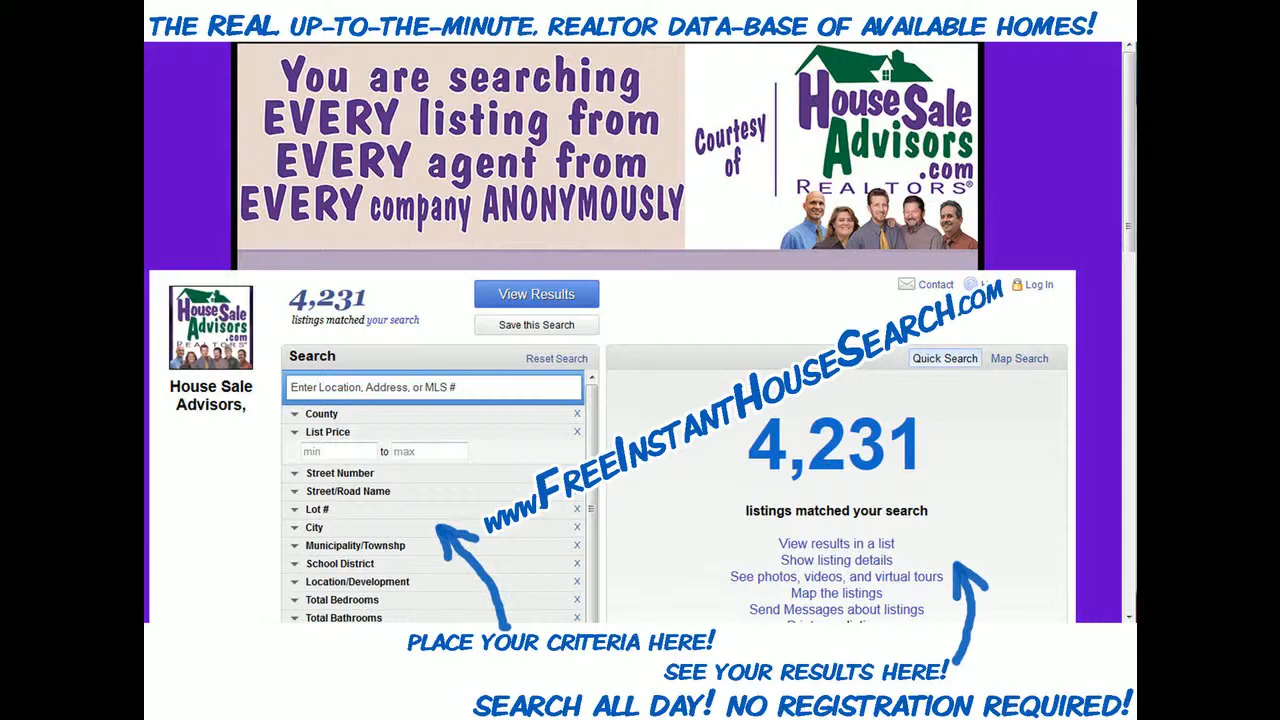 THE REAL, UP-TO-THE-MINUTE, REALTOR DATA-BASE OF AVAILABLE HOMES!
You are searching
EVERY listing from
EVERY agent from
EVERY company ANONYMOUSLY
Courtesy
of
HouseSale
Advisors
.com
REALTORS®
House Sale
Advisors
.com
REALTORS
House Sale
Advisors,
4,231
listings matched your search
View Results
Save this Search
Contact
Log In
Search
Reset Search
Quick Search
Map Search
Enter Location, Address, or MLS #
County X
List Price X
min to max
Street Number
Street/Road Name
Lot # X
City X
Municipality/Townshp X
School District X
Location/Development X
Total Bedrooms X
Total Bathrooms X
www.FreeInstantHouseSearch.com
4,231
listings matched your search
View results in a list
Show listing details
See photos, videos, and virtual tours
Map the listings
Send Messages about listings
PLACE YOUR CRITERIA HERE!
SEE YOUR RESULTS HERE!
SEARCH ALL DAY! NO REGISTRATION REQUIRED!